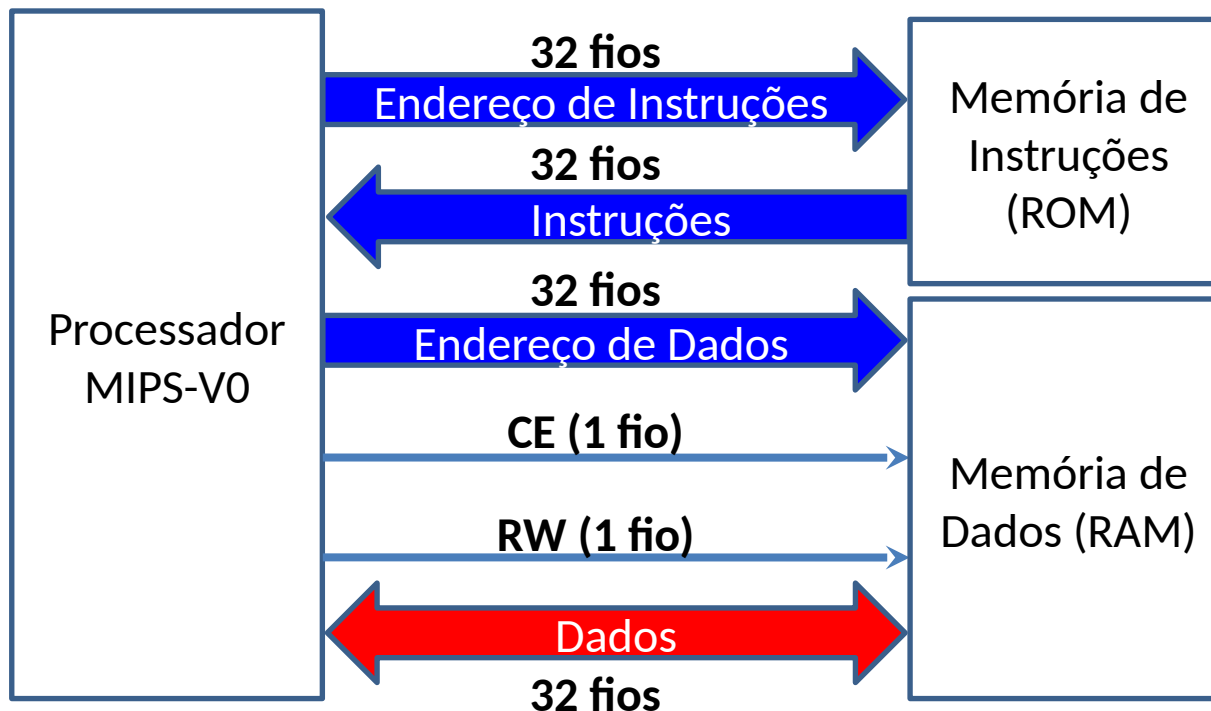 Processador
MIPS-V0
32 fios
Endereço de Instruções
32 fios
Instruções
32 fios
Endereço de Dados
CE (1 fio)
RW (1 fio)
Dados
32 fios
Memória de
Instruções
(ROM)
Memória de
Dados (RAM)